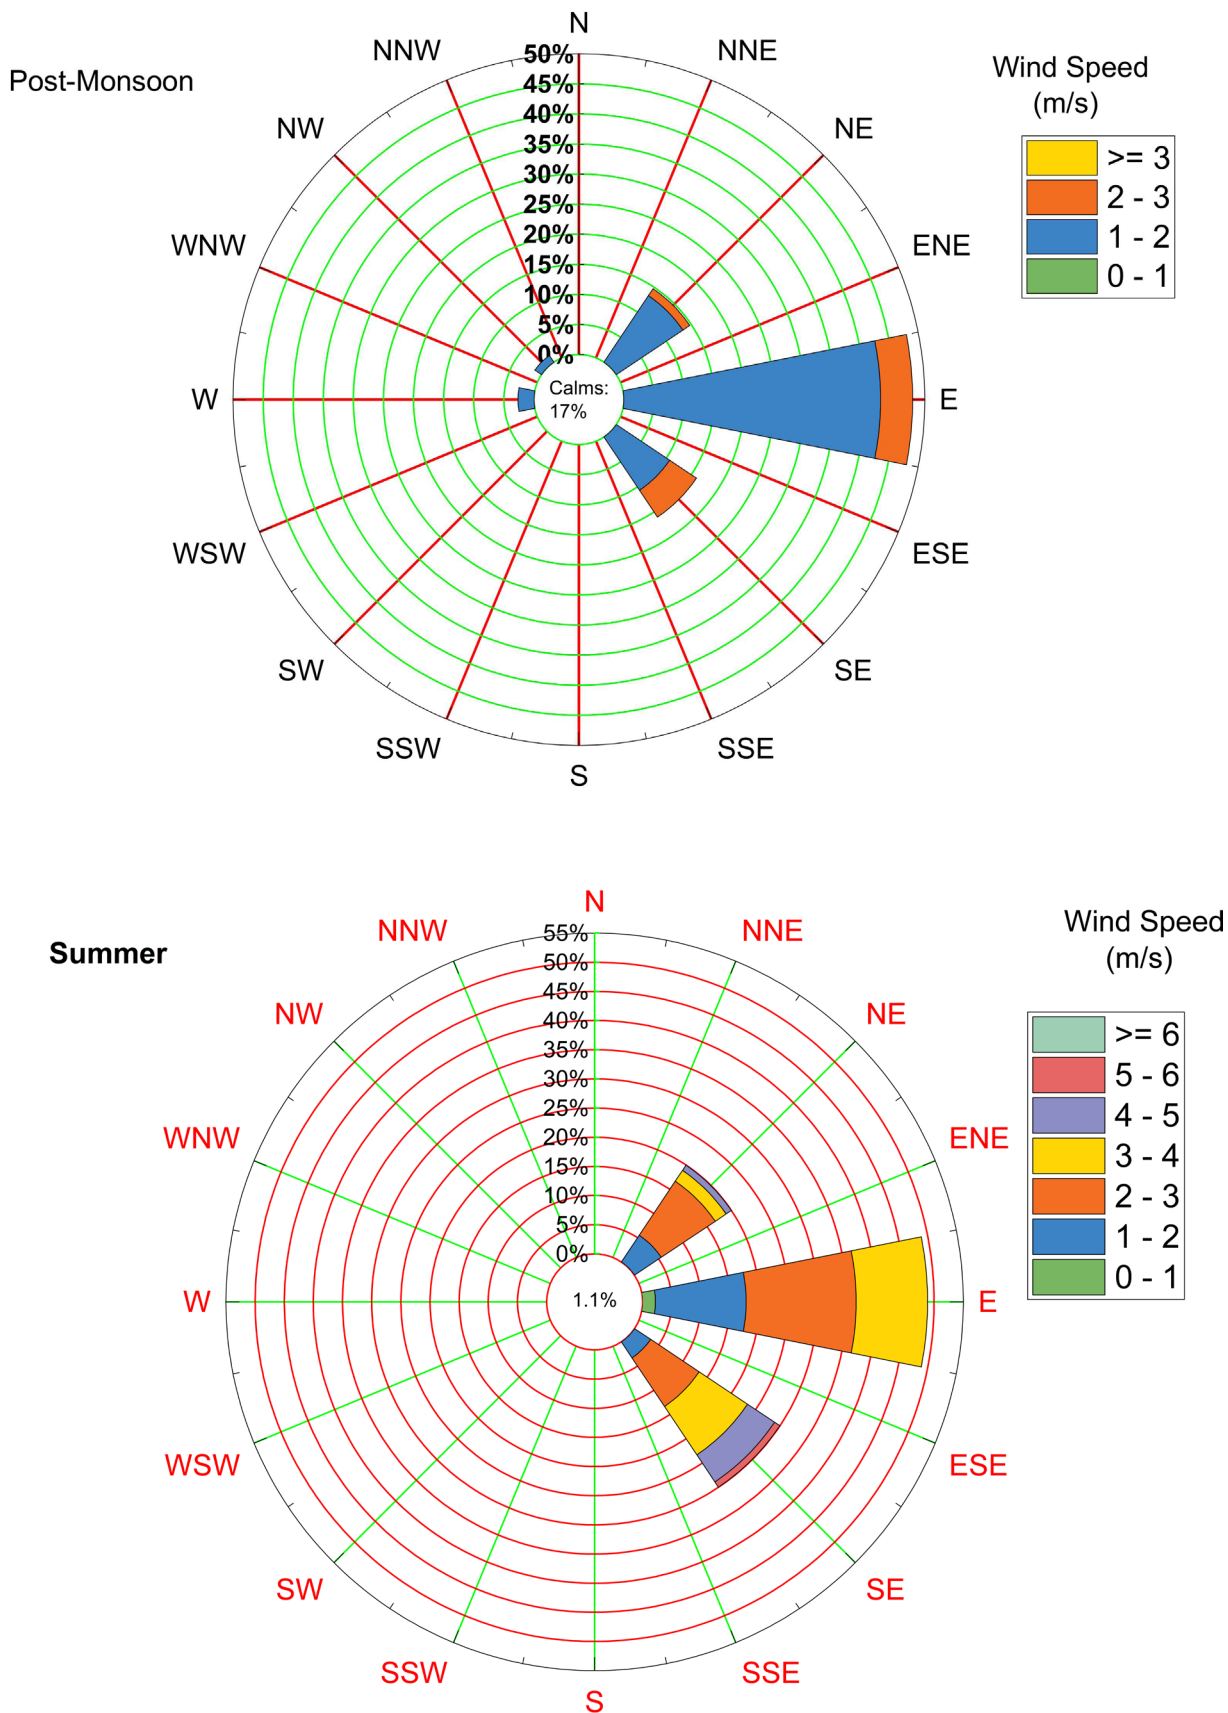 N
NNW
NNE
50%
Post-Monsoon
45%
Wind Speed
(m/s)
40%
NW
NE
35%
>= 3
30%
2 - 3
25%
1 - 2
20%
0 - 1
WNW
ENE
15%
10%
5%
0%
Calms:
17%
W
E
WSW
ESE
SW
SE
SSW
SSE
S
N
NNW
NNE
Wind Speed
(m/s)
55%
Summer
50%
45%
NW
NE
40%
>= 6
35%
5 - 6
30%
4 - 5
25%
3 - 4
20%
2 - 3
WNW
ENE
15%
1 - 2
10%
0 - 1
5%
0%
W
1.1%
E
WSW
ESE
SW
SE
SSW
SSE
S